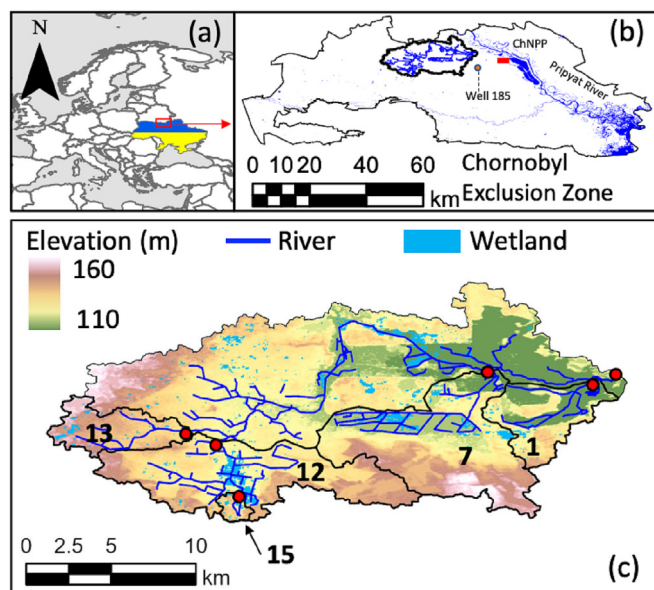 N
(a)
(b)
ChNPP
Pripyat River
Well 185
0 10 20 40 60
km
Chornobyl
Exclusion Zone
Elevation (m)
River
Wetland
160
110
13
12
7
1
15
0 2.5 5 10
km
(c)